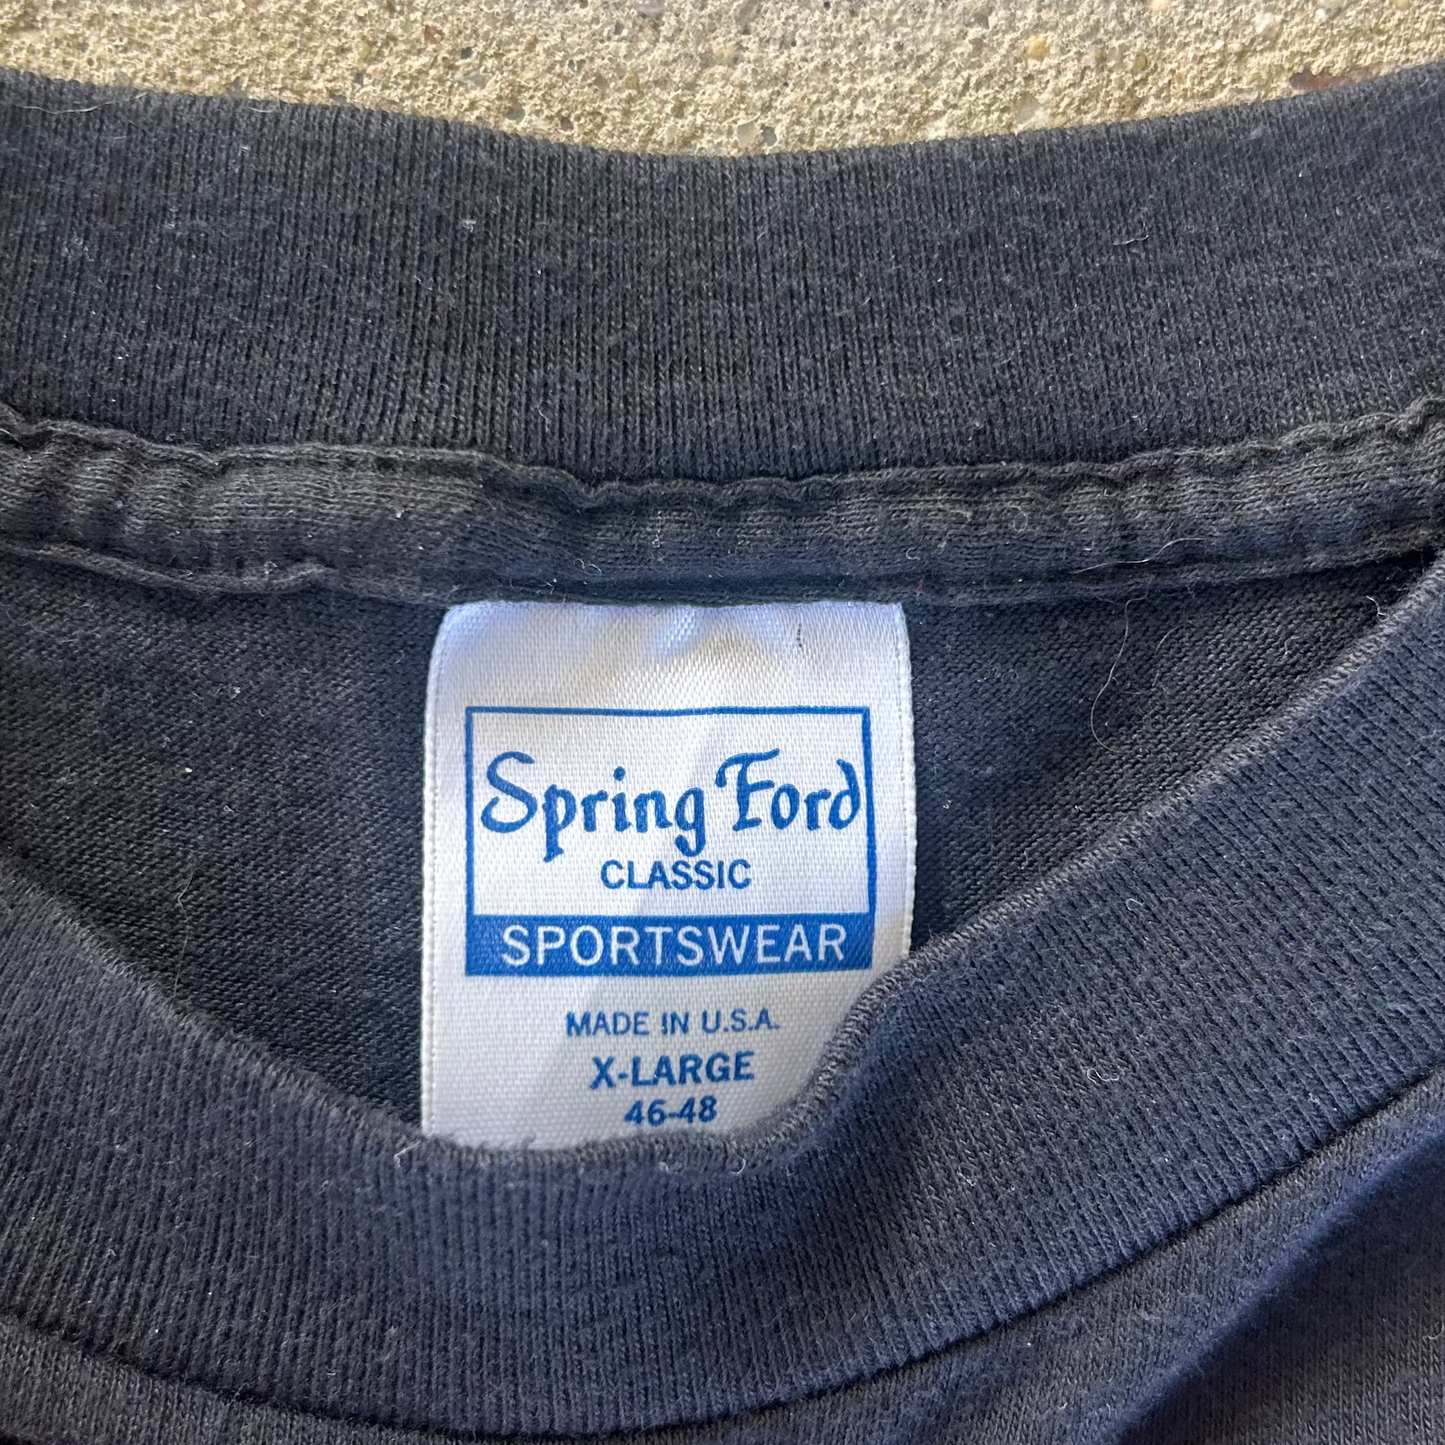 Spring Ford
CLASSIC
SPORTSWEAR
MADE IN U.S.A.
X-LARGE
46-48